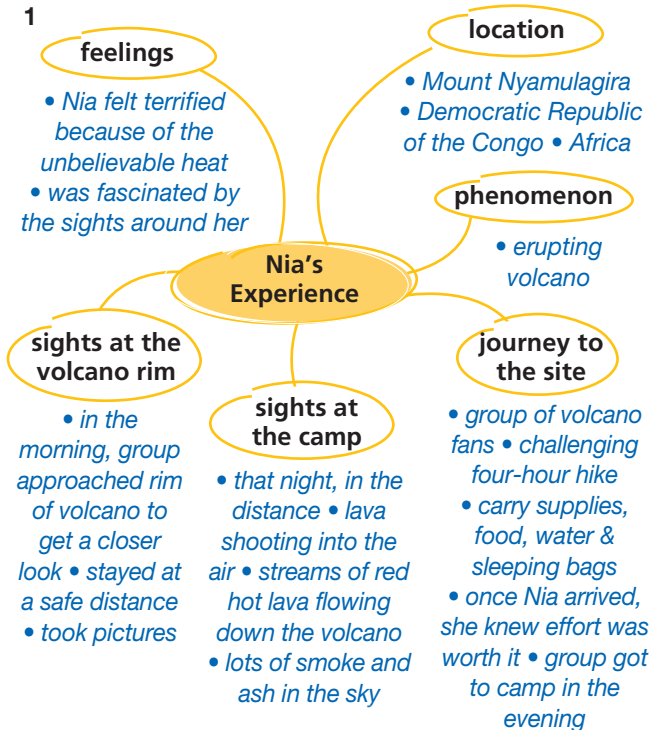 1
feelings
• Nia felt terrified
because of the
unbelievable heat
• was fascinated by
the sights around her
location
• Mount Nyamulagira
• Democratic Republic
of the Congo • Africa
phenomenon
• erupting
volcano
Nia’s
Experience
sights at the
volcano rim
• in the
morning, group
approached rim
of volcano to
get a closer
look • stayed at
a safe distance
• took pictures
sights at
the camp
• that night, in the
distance • lava
shooting into the
air • streams of red
hot lava flowing
down the volcano
• lots of smoke and
ash in the sky
journey to
the site
• group of volcano
fans • challenging
four-hour hike
• carry supplies,
food, water &
sleeping bags
• once Nia arrived,
she knew effort was
worth it • group got
to camp in the
evening